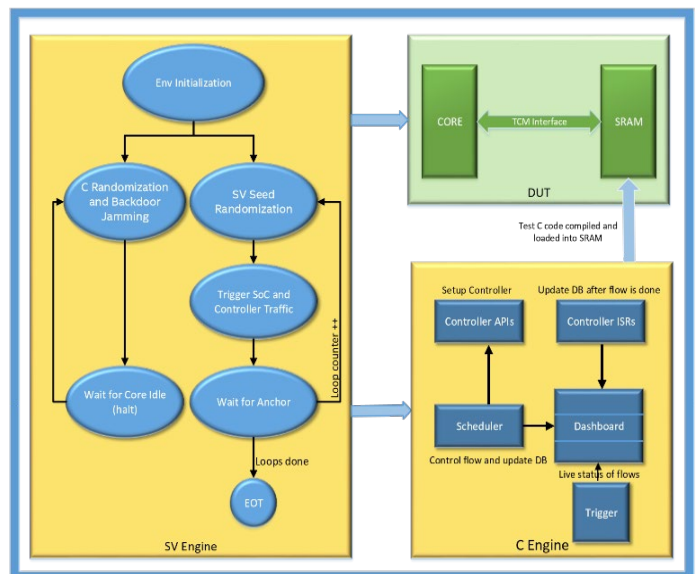 Env Initialization
C Randomization
and Backdoor
Jamming
SV Seed
Randomization
Trigger SoC and
Controller Traffic
Loop counter ++
Wait for Core Idle
(halt)
Wait for Anchor
Loops done
EOT
SV Engine
CORE
TCM Interface
SRAM
DUT
Test C code compiled and
loaded into SRAM
Setup Controller
Update DB after flow is done
Controller APIs
Controller ISRs
Scheduler
Dashboard
Control flow and update DB
Live status of flows
Trigger
C Engine